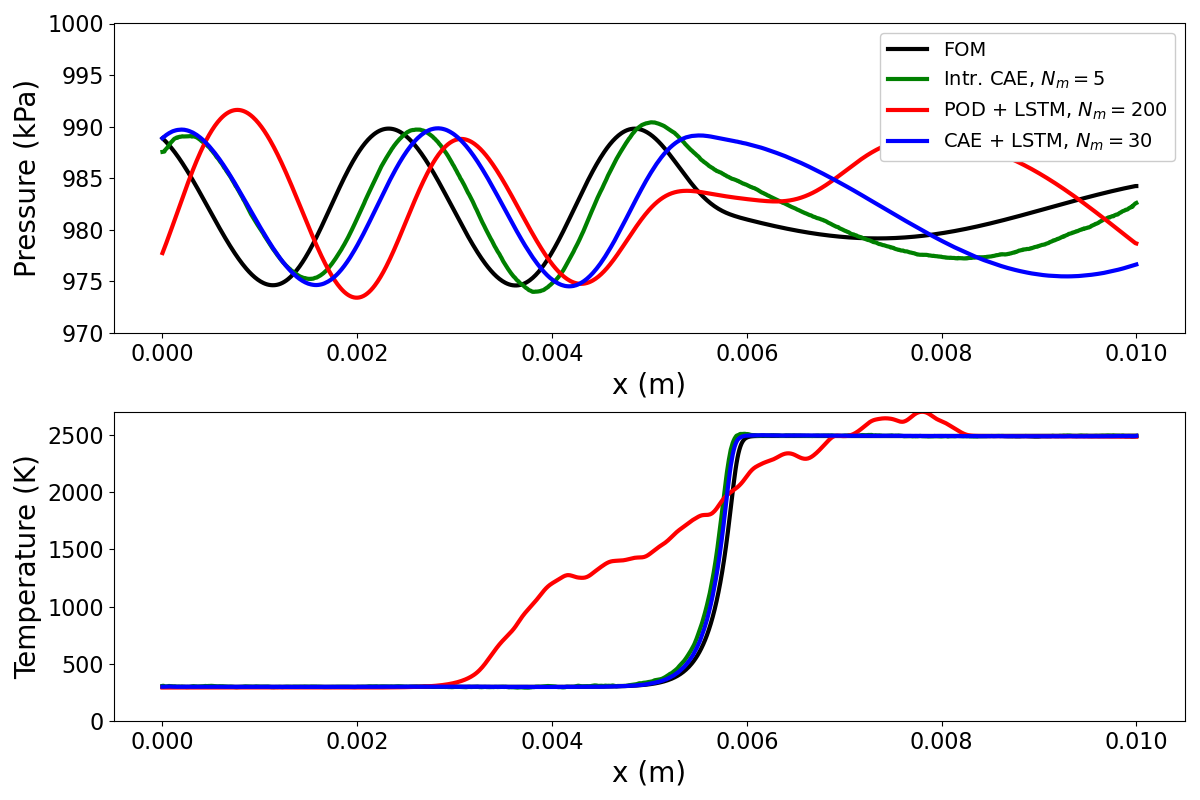 1000
995
990
985
980
975
970
Pressure (kPa)
FOM
Intr. CAE, N_m = 5
POD + LSTM, N_m = 200
CAE + LSTM, N_m = 30
0.000 0.002 0.004 0.006 0.008 0.010
x (m)
2500
2000
1500
1000
500
0
Temperature (K)
0.000 0.002 0.004 0.006 0.008 0.010
x (m)